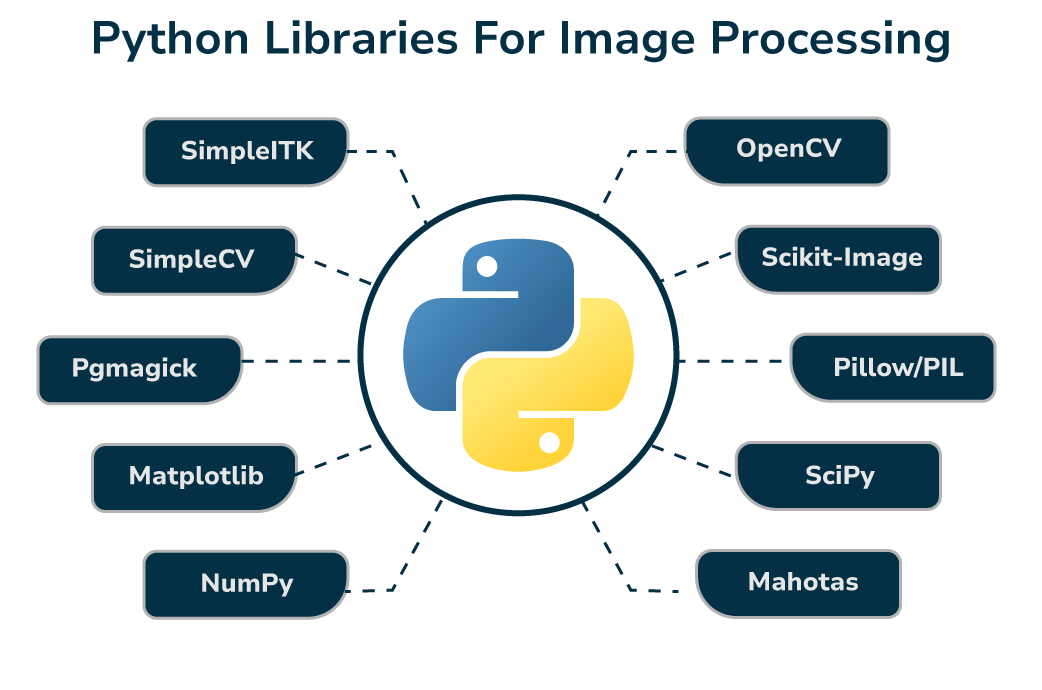 Python Libraries For Image Processing
SimpleITK
OpenCV
SimpleCV
Scikit-Image
Pgmagick
Pillow/PIL
Matplotlib
SciPy
NumPy
Mahotas